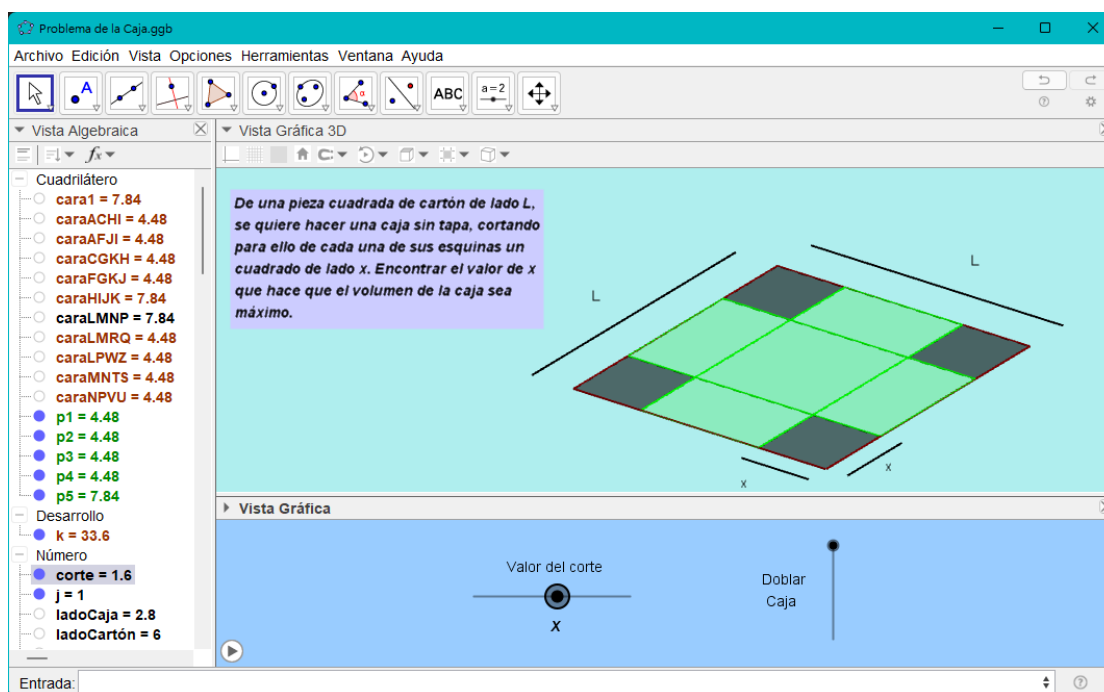 Problema de la Caja.ggb
Archivo Edición Vista Opciones Herramientas Ventana Ayuda
A
α
ABC
a=2
Vista Algebraica
Vista Gráfica 3D
fx
Cuadrilátero
cara1 = 7.84
caraACHI = 4.48
caraAFJI = 4.48
caraCGKH = 4.48
caraFGKJ = 4.48
caraHIJK = 7.84
caraLMNP = 7.84
caraLMRQ = 4.48
caraLPWZ = 4.48
caraMNTS = 4.48
caraNPVU = 4.48
p1 = 4.48
p2 = 4.48
p3 = 4.48
p4 = 4.48
p5 = 7.84
Desarrollo
k = 33.6
Número
corte = 1.6
j = 1
ladoCaja = 2.8
ladoCartón = 6
De una pieza cuadrada de cartón de lado L,
se quiere hacer una caja sin tapa, cortando
para ello de cada una de sus esquinas un
cuadrado de lado x. Encontrar el valor de x
que hace que el volumen de la caja sea
máximo.
L
L
x
x
Vista Gráfica
Valor del corte
x
Doblar
Caja
Entrada: